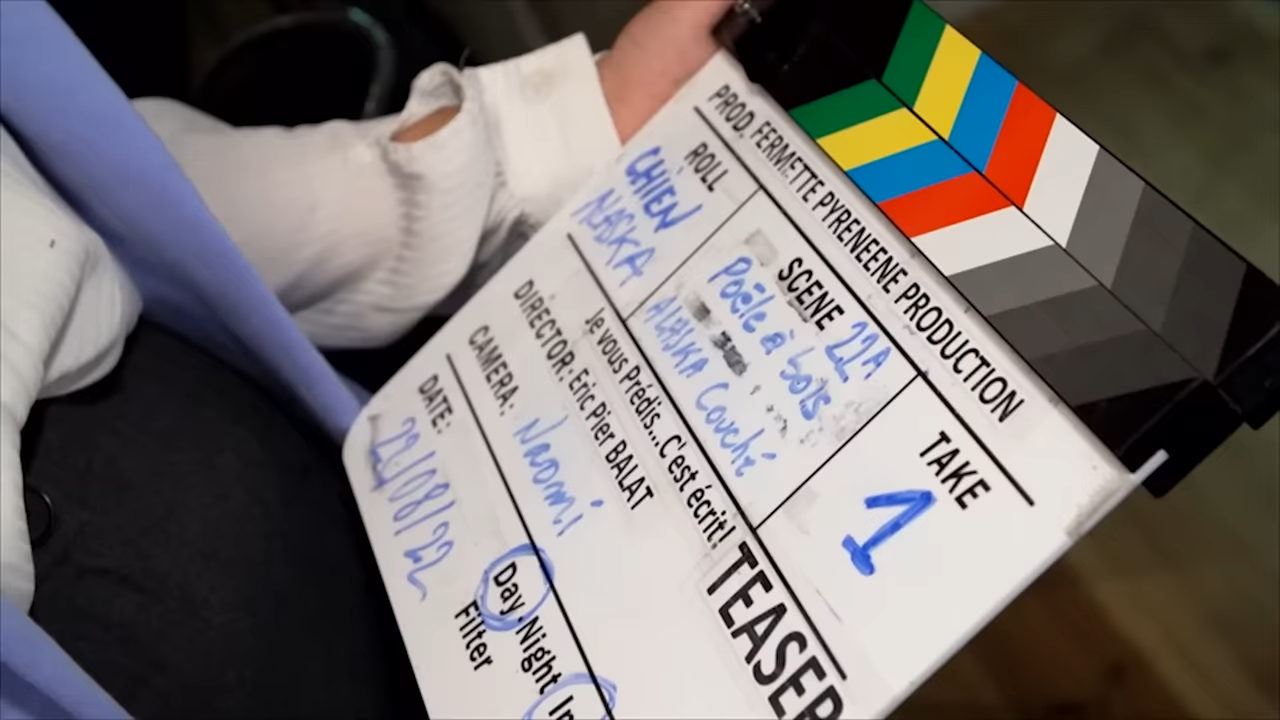 PROD. FERMETTE PYRENEENE PRODUCTION
ROLL
CHIEN
ALASKA
SCENE 22A
Poêle à bois
ALASKA Couché
TAKE
1
Je vous Prédis...C'est écrit! TEASER
DIRECTOR: Eric Pier BALAT
CAMERA: Naomi
DATE: 22/08/22
Day Night In
Filter